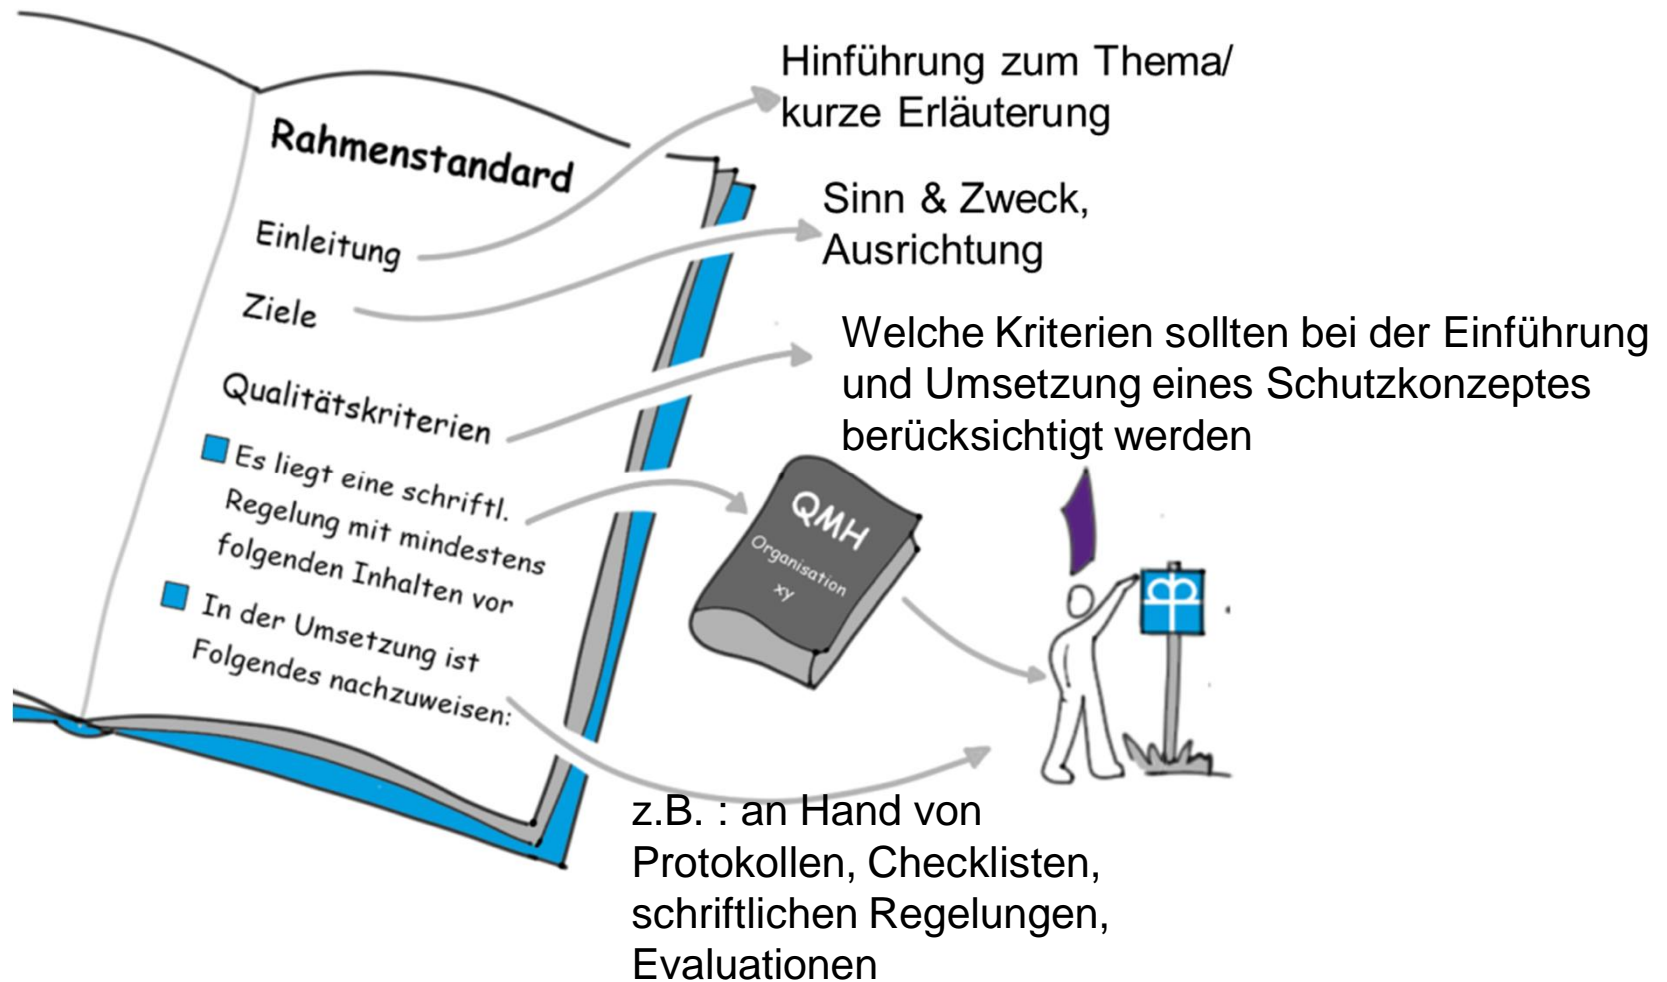 Rahmenstandard
Einleitung
Ziele
Qualitätskriterien
Es liegt eine schriftl.
Regelung mit mindestens
folgenden Inhalten vor
In der Umsetzung ist
Folgendes nachzuweisen:
Hinführung zum Thema/
kurze Erläuterung
Sinn & Zweck,
Ausrichtung
Welche Kriterien sollten bei der Einführung
und Umsetzung eines Schutzkonzeptes
berücksichtigt werden
QMH
Organisation
xy
z.B. : an Hand von
Protokollen, Checklisten,
schriftlichen Regelungen,
Evaluationen